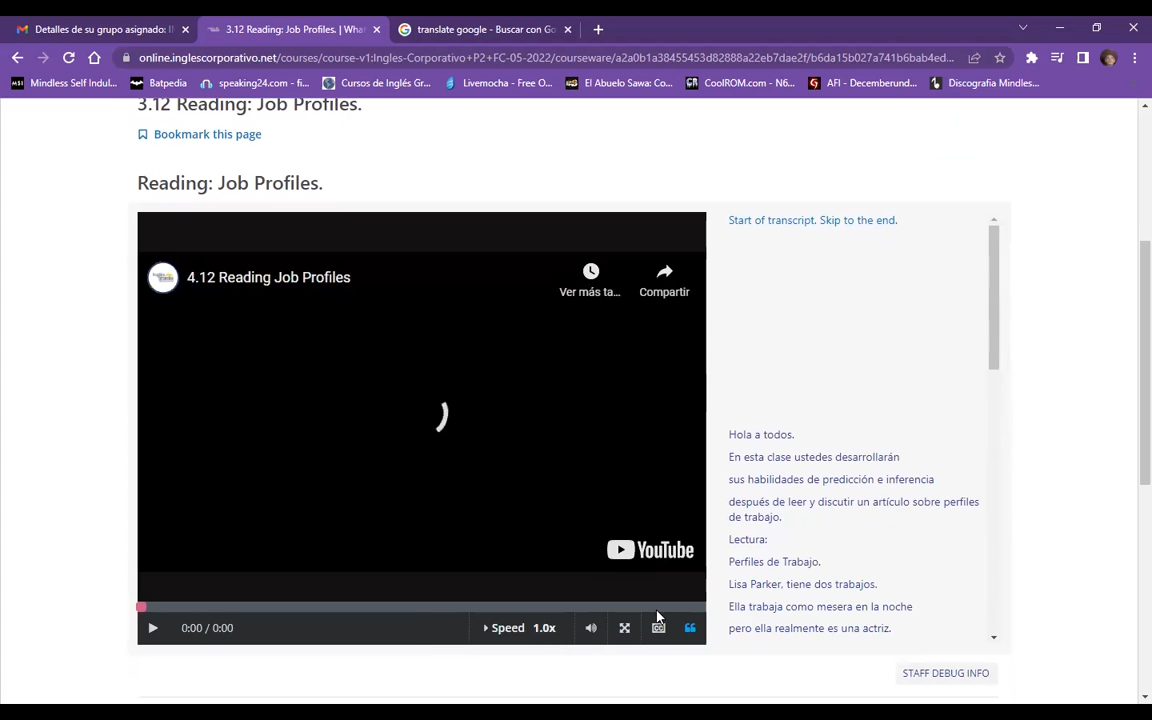 Detalles de su grupo asignado: I
3.12 Reading: Job Profiles. | Wha
translate google - Buscar con Go
online.inglescorporativo.net/courses/course-v1:Ingles-Corporativo+P2+FC-05-2022/courseware/a2a0b1a38455453d82888a22eb7dae2f/b6da15b027a741b6bab4ed...
Mindless Self Indul...
Batpedia
speaking24.com - fi...
Cursos de Inglés Gr...
Livemocha - Free O...
El Abuelo Sawa: Co...
CoolROM.com - N6...
AFI - Decemberund...
Discografia Mindles...
3.12 Reading: Job Profiles.
Bookmark this page
Reading: Job Profiles.
4.12 Reading Job Profiles
Ver más ta...
Compartir
YouTube
0:00 / 0:00
Speed 1.0x
CC
Start of transcript. Skip to the end.
Hola a todos.
En esta clase ustedes desarrollarán
sus habilidades de predicción e inferencia
después de leer y discutir un artículo sobre perfiles
de trabajo.
Lectura:
Perfiles de Trabajo.
Lisa Parker, tiene dos trabajos.
Ella trabaja como mesera en la noche
pero ella realmente es una actriz.
STAFF DEBUG INFO